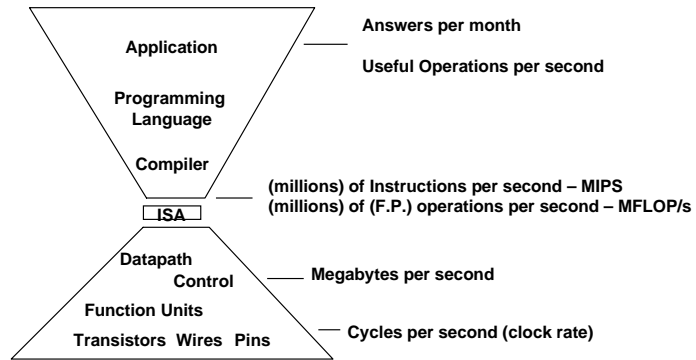 Application
Answers per month
Useful Operations per second
Programming
Language
Compiler
(millions) of Instructions per second – MIPS
(millions) of (F.P.) operations per second – MFLOP/s
ISA
Datapath
Control
Megabytes per second
Function Units
Transistors Wires Pins
Cycles per second (clock rate)